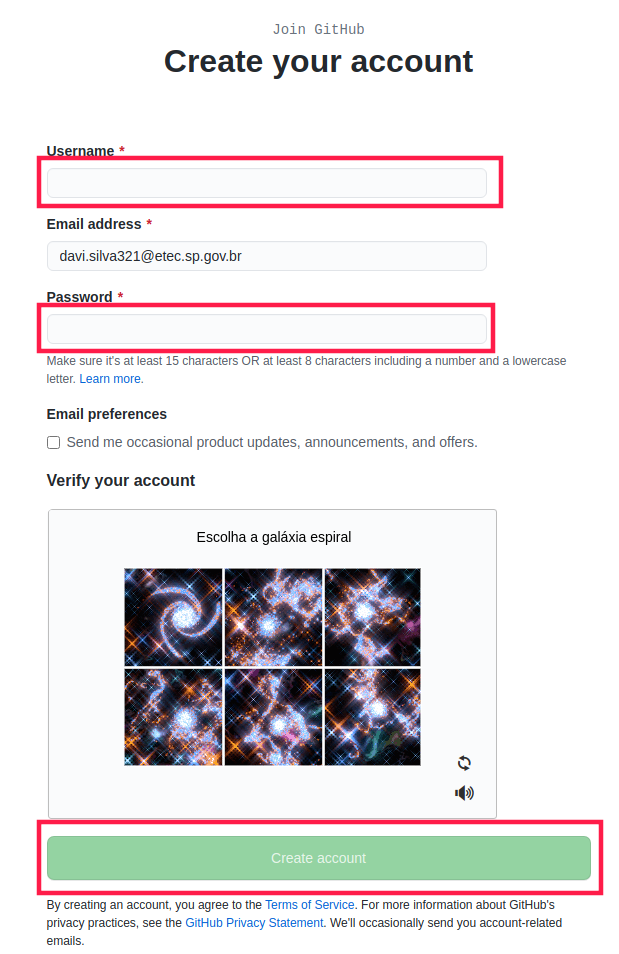 Join GitHub
Create your account
Username *
Email address *
davi.silva321@etec.sp.gov.br
Password *
Make sure it's at least 15 characters OR at least 8 characters including a number and a lowercase
letter. Learn more.
Email preferences
Send me occasional product updates, announcements, and offers.
Verify your account
Escolha a galáxia espiral
Create account
By creating an account, you agree to the Terms of Service. For more information about GitHub's
privacy practices, see the GitHub Privacy Statement. We'll occasionally send you account-related
emails.